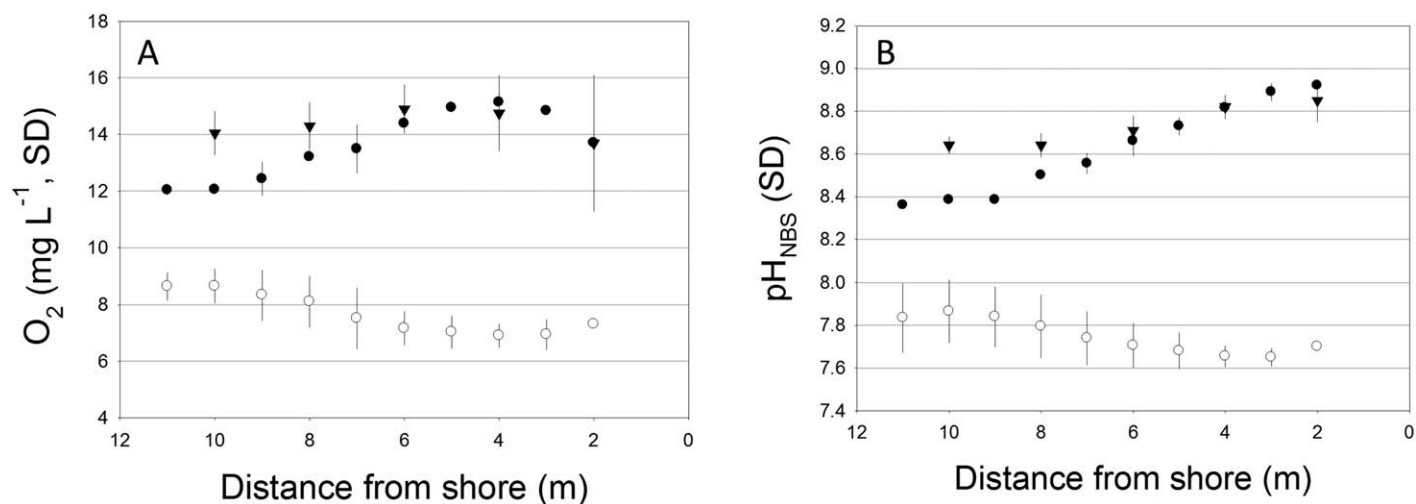 A
O₂ (mg L⁻¹, SD)
18
16
14
12
10
8
6
4
12 10 8 6 4 2 0
Distance from shore (m)
B
pH_NBS (SD)
9.2
9.0
8.8
8.6
8.4
8.2
8.0
7.8
7.6
7.4
12 10 8 6 4 2 0
Distance from shore (m)